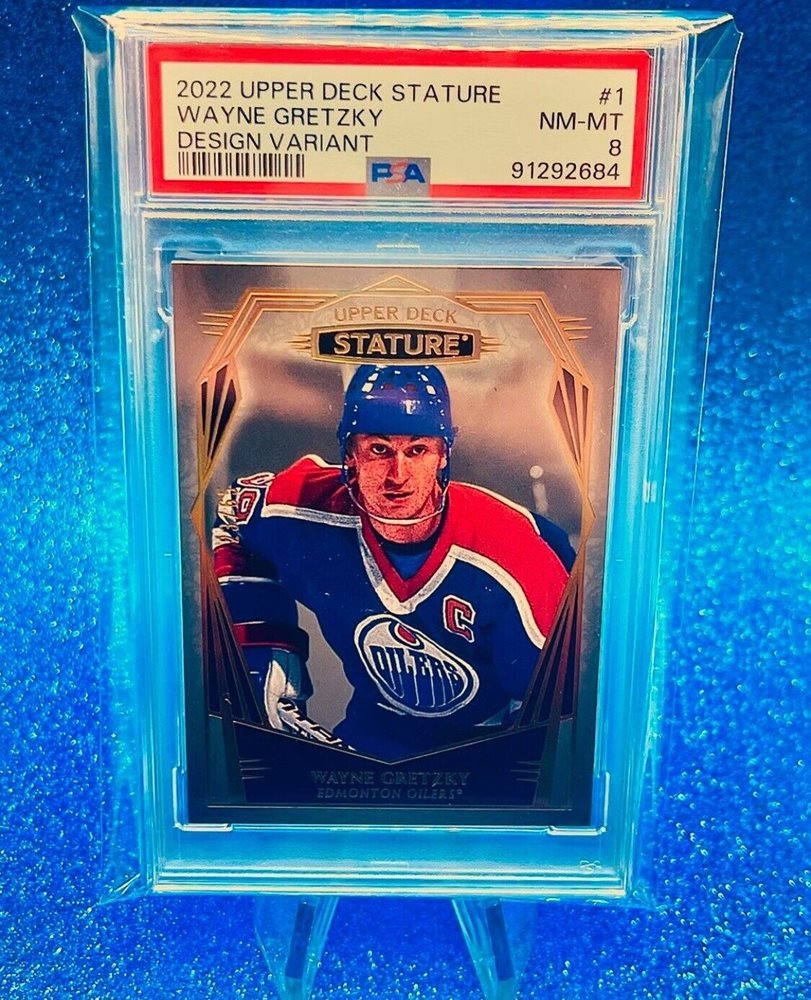 2022 UPPER DECK STATURE #1
WAYNE GRETZKY NM-MT
DESIGN VARIANT 8
PSA 91292684
UPPER DECK
STATURE
C
OILERS
WAYNE GRETZKY
EDMONTON OILERS